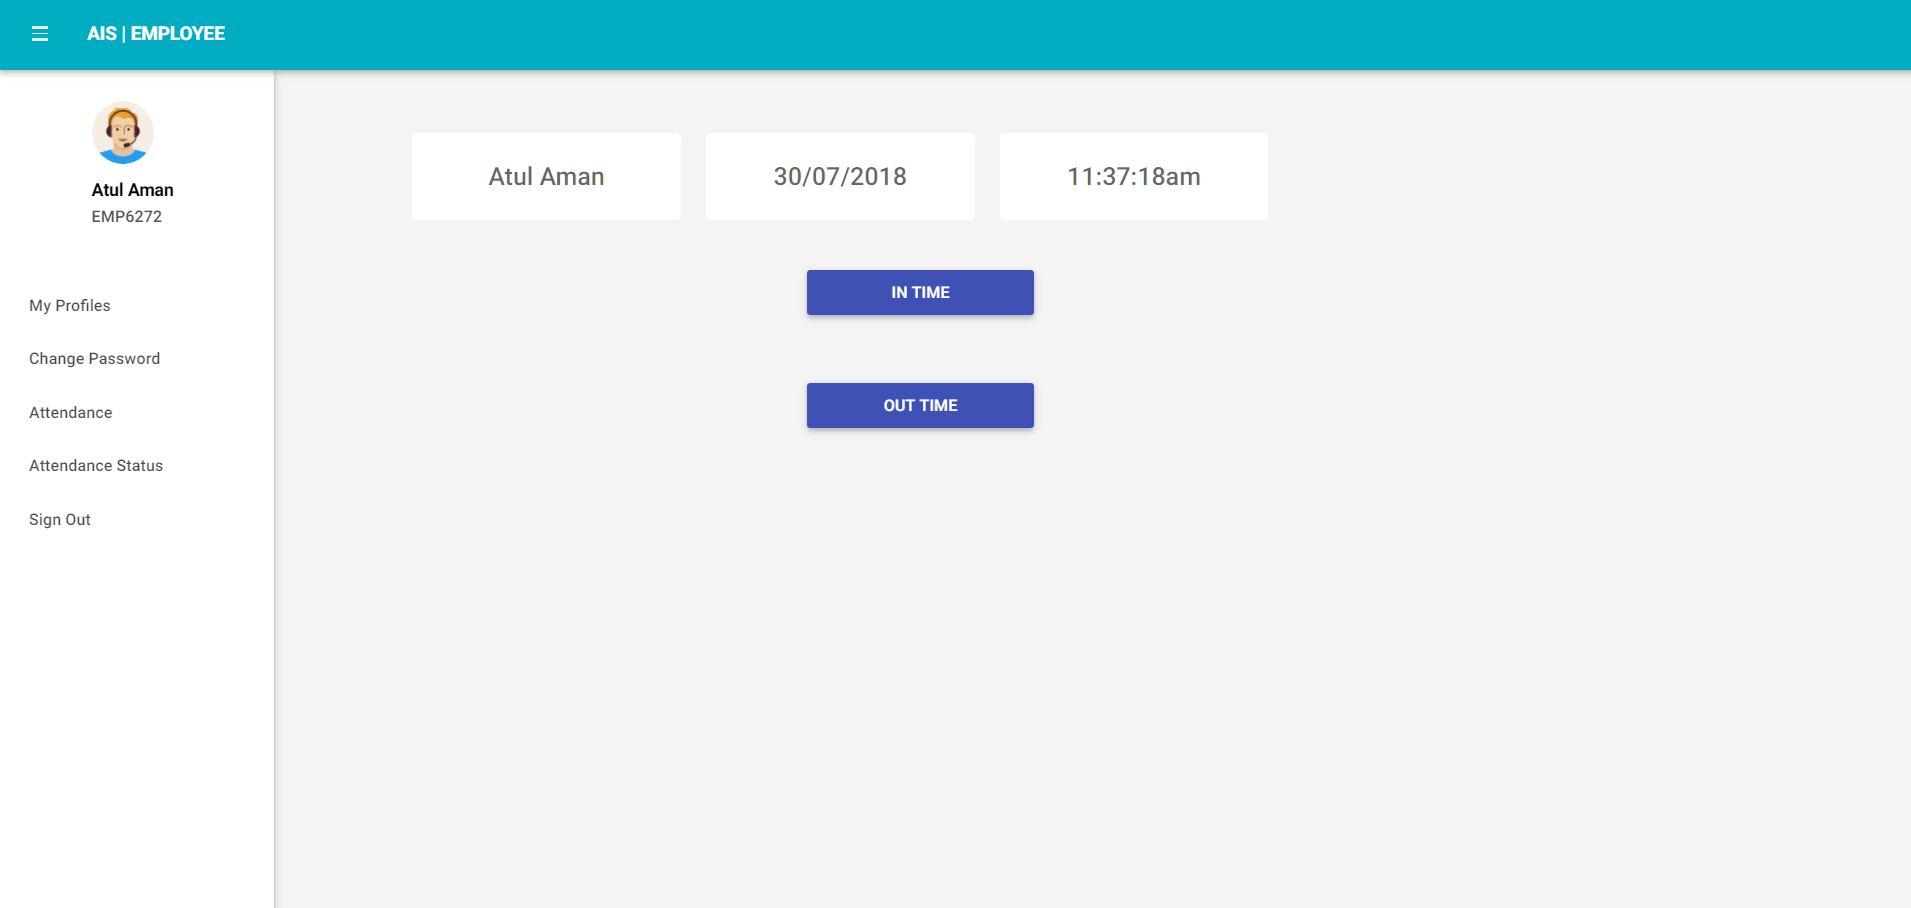 AIS | EMPLOYEE
Atul Aman
EMP6272
My Profiles
Change Password
Attendance
Attendance Status
Sign Out
Atul Aman
30/07/2018
11:37:18am
IN TIME
OUT TIME